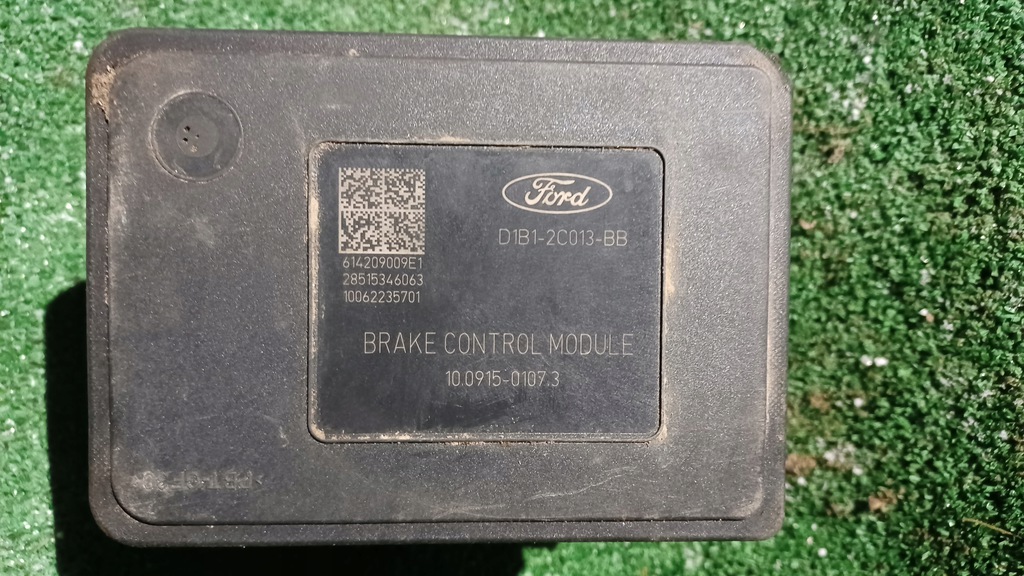 Ford
D1B1-2C013-BB
614209009E1
28515346063
10062235701
BRAKE CONTROL MODULE
10.0915-0107.3